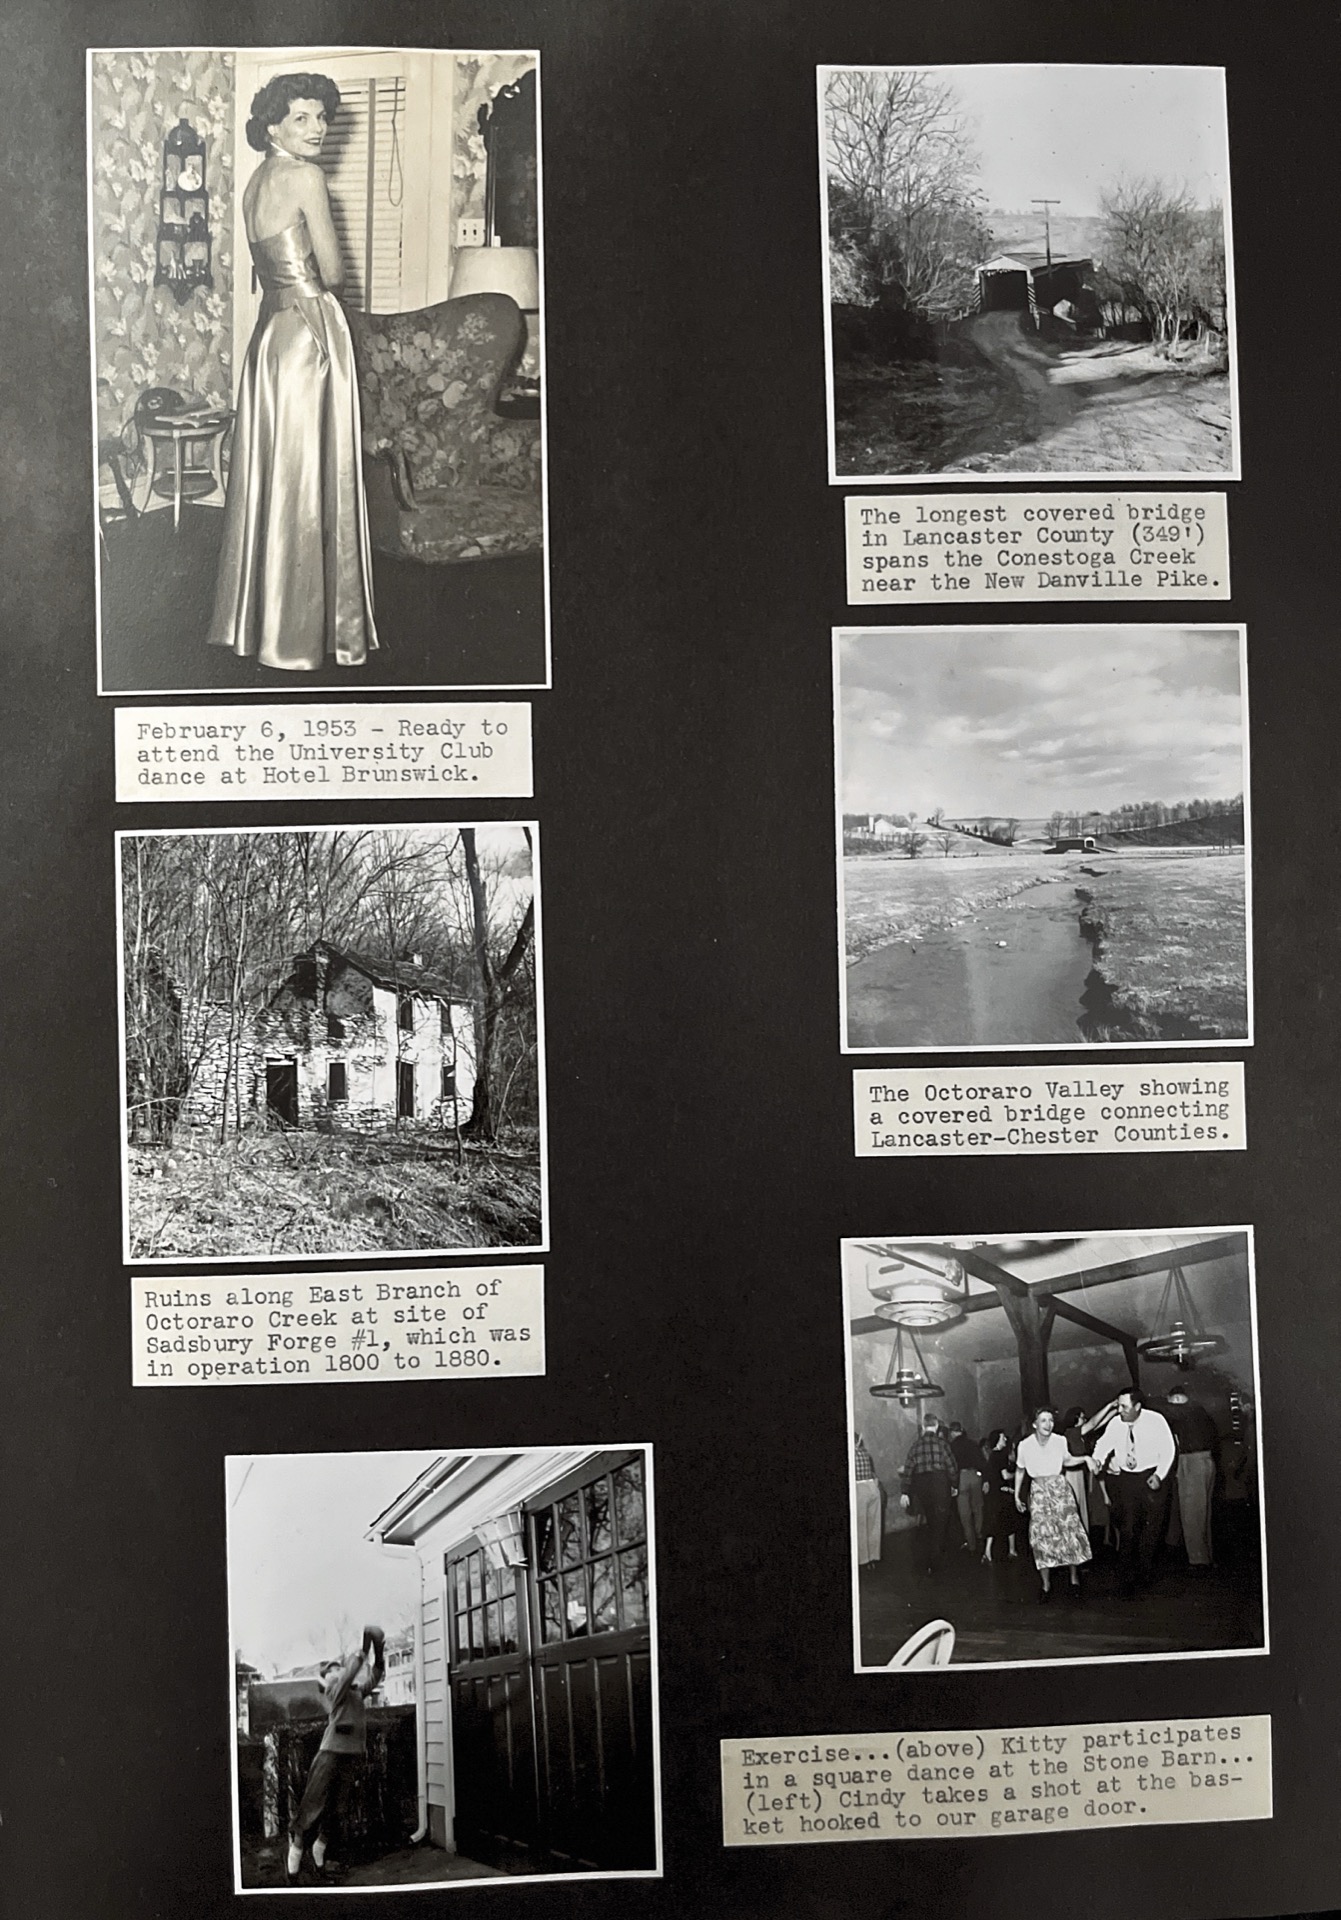 February 6, 1953 - Ready to
attend the University Club
dance at Hotel Brunswick.
The longest covered bridge
in Lancaster County (349')
spans the Conestoga Creek
near the New Danville Pike.
Ruins along East Branch of
Octoraro Creek at site of
Sadsbury Forge #1, which was
in operation 1800 to 1880.
The Octoraro Valley showing
a covered bridge connecting
Lancaster-Chester Counties.
Exercise...(above) Kitty participates
in a square dance at the Stone Barn...
(left) Cindy takes a shot at the bas-
ket hooked to our garage door.